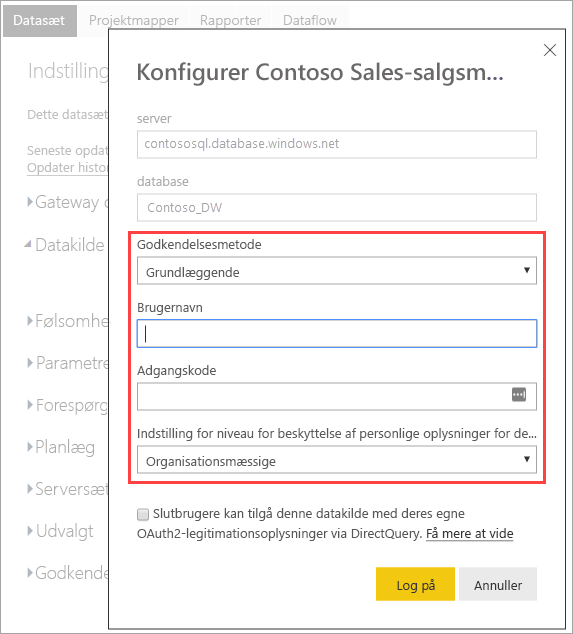 Datasæt Projektmapper Rapporter Dataflow
Indstilling
Dette datasæt
Seneste opdat
Opdater histor
Gateway
Datakilde
Følsomhe
Parametre
Forespørg
Planlæg
Serversæt
Udvalgt
Godkende
Konfigurer Contoso Sales-salgsm...
server
contososql.database.windows.net
database
Contoso_DW
Godkendelsesmetode
Grundlæggende
Brugernavn
Adgangskode
Indstilling for niveau for beskyttelse af personlige oplysninger for de...
Organisationsmæssige
Slutbrugere kan tilgå denne datakilde med deres egne
OAuth2-legitimationsoplysninger via DirectQuery. Få mere at vide
Log på Annuller